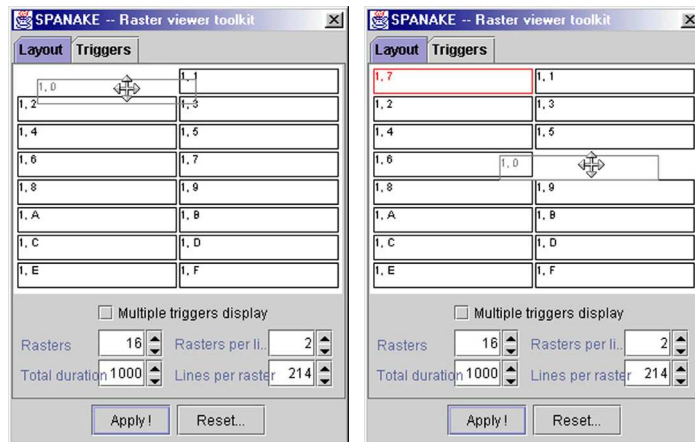 SPANAKE -- Raster viewer toolkit
Layout Triggers
1, 0
1, 1
1, 2
1, 3
1, 4
1, 5
1, 6
1, 7
1, 8
1, 9
1, A
1, B
1, C
1, D
1, E
1, F
Multiple triggers display
Rasters 16 Rasters per li.. 2
Total duration 1000 Lines per raster 214
Apply ! Reset...
SPANAKE -- Raster viewer toolkit
Layout Triggers
1, 7
1, 1
1, 2
1, 3
1, 4
1, 5
1, 6
1, 0
1, 8
1, 9
1, A
1, B
1, C
1, D
1, E
1, F
Multiple triggers display
Rasters 16 Rasters per li.. 2
Total duration 1000 Lines per raster 214
Apply ! Reset...